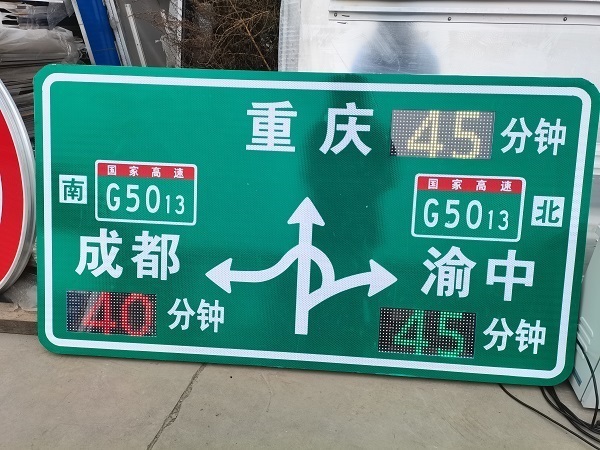 重庆 45 分钟
南
国家高速
G5013
国家高速
G5013
北
成都
渝中
40 分钟
45 分钟